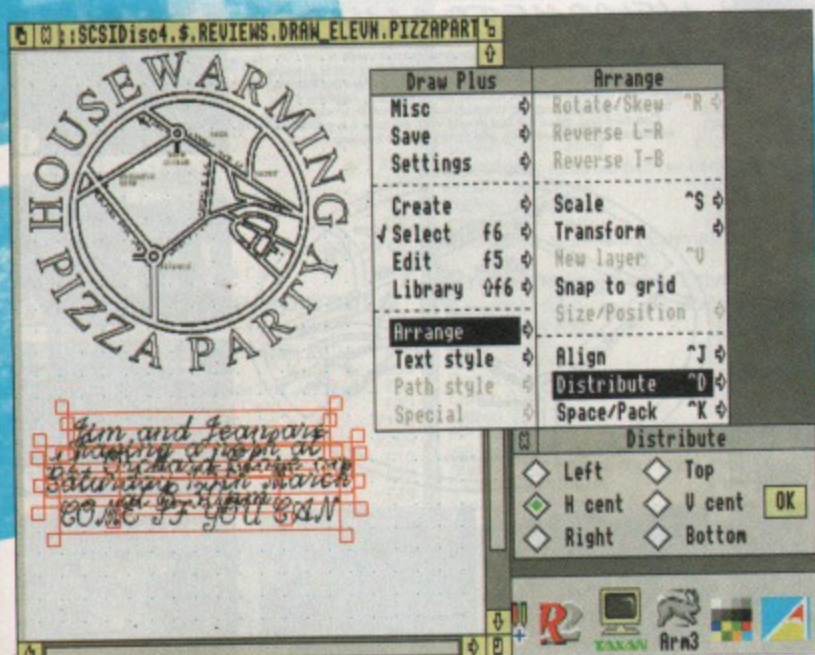 ::SCSIDisc4.$.REVIEWS.DRAW_ELEVN.PIZZAPART
HOUSEWARMING
PIZZA PARTY
Draw Plus
Misc
Save
Settings
Create
Select f6
Edit f5
Library ⇧f6
Arrange
Text style
Path style
Special
Arrange
Rotate/Skew ^R
Reverse L-R
Reverse T-B
Scale ^S
Transform
New layer ^V
Snap to grid
Size/Position
Align ^J
Distribute ^D
Space/Pack ^K
Jim and Jean are
Saturday 12th March
COME IF YOU CAN
Distribute
Left Top
H cent V cent OK
Right Bottom
TAXAN Arm3